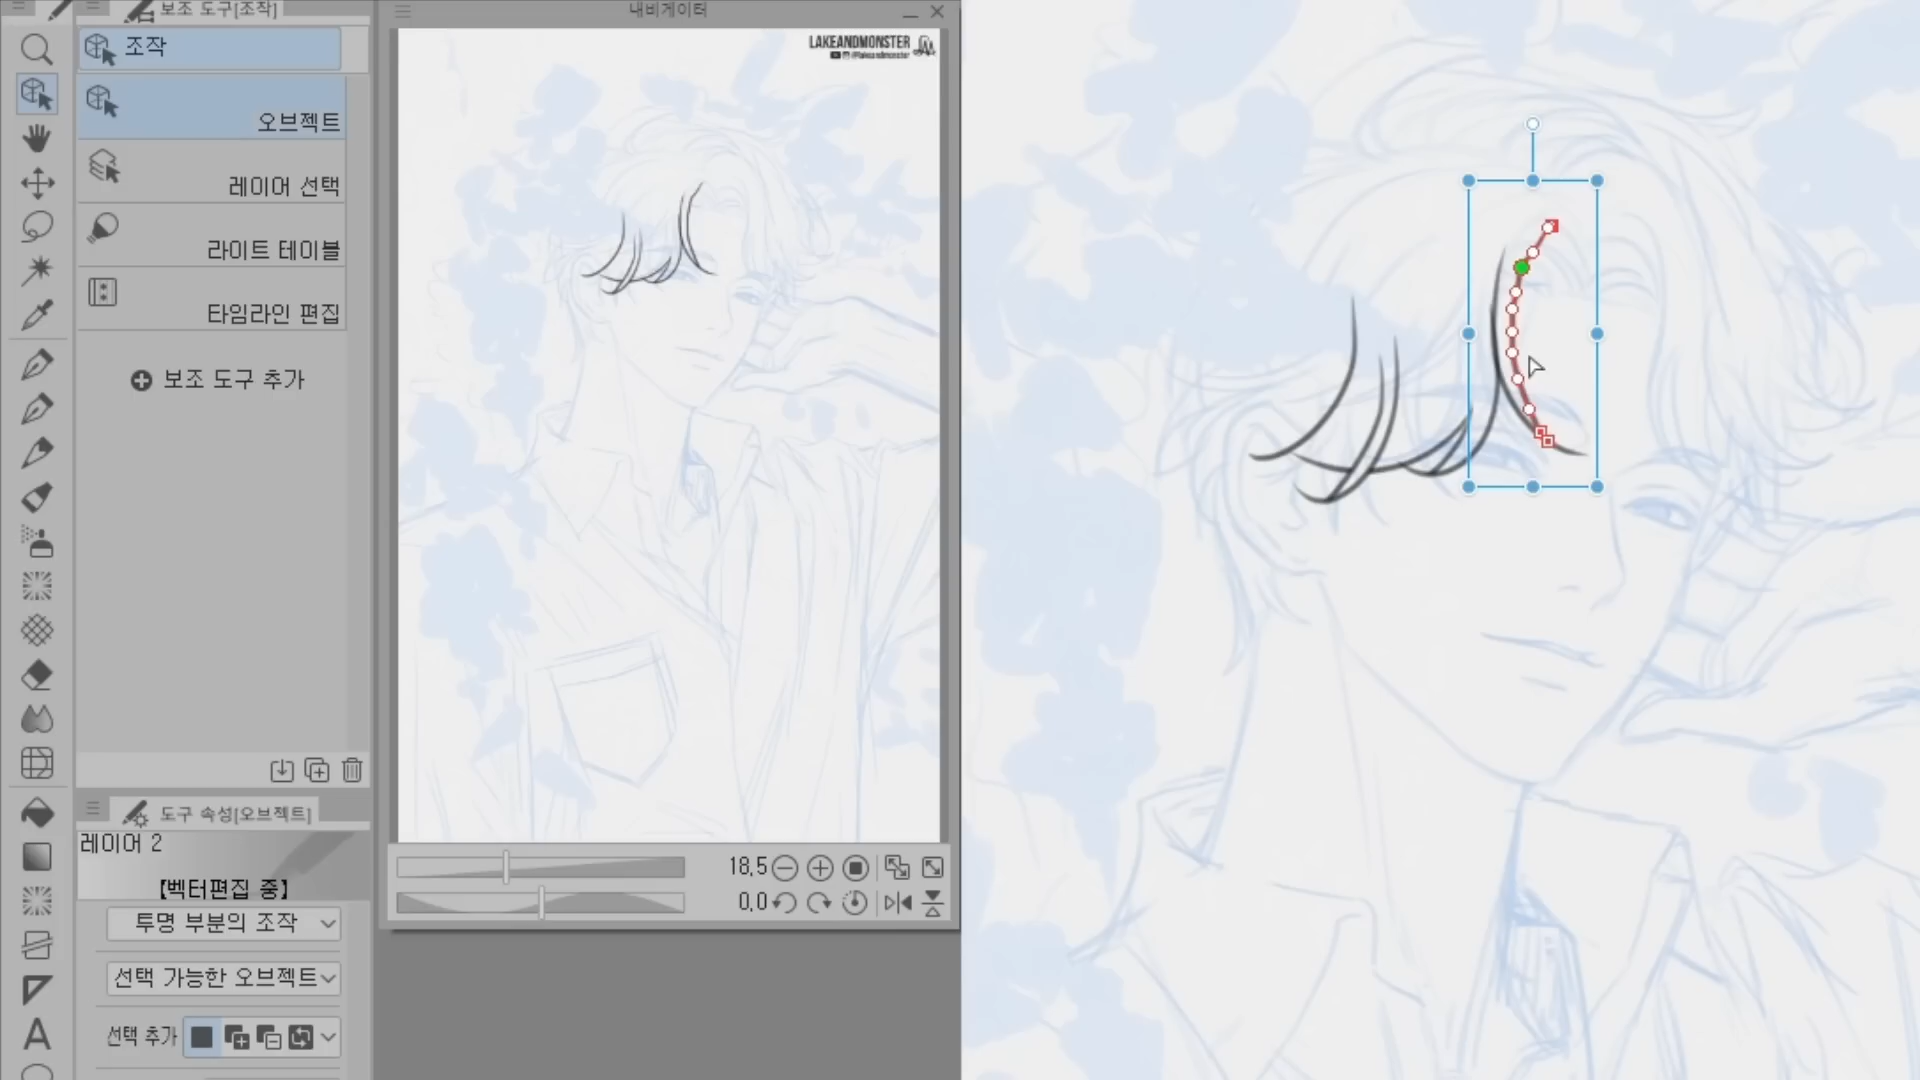 보조 도구[조작]
조작
오브젝트
레이어 선택
라이트 테이블
타임라인 편집
보조 도구 추가
도구 속성[오브젝트]
레이어 2
【벡터편집 중】
투명 부분의 조작
선택 가능한 오브젝트
선택 추가
내비게이터
LAKEANDMONSTER
@lakeandmonster
18,5
0,0
A